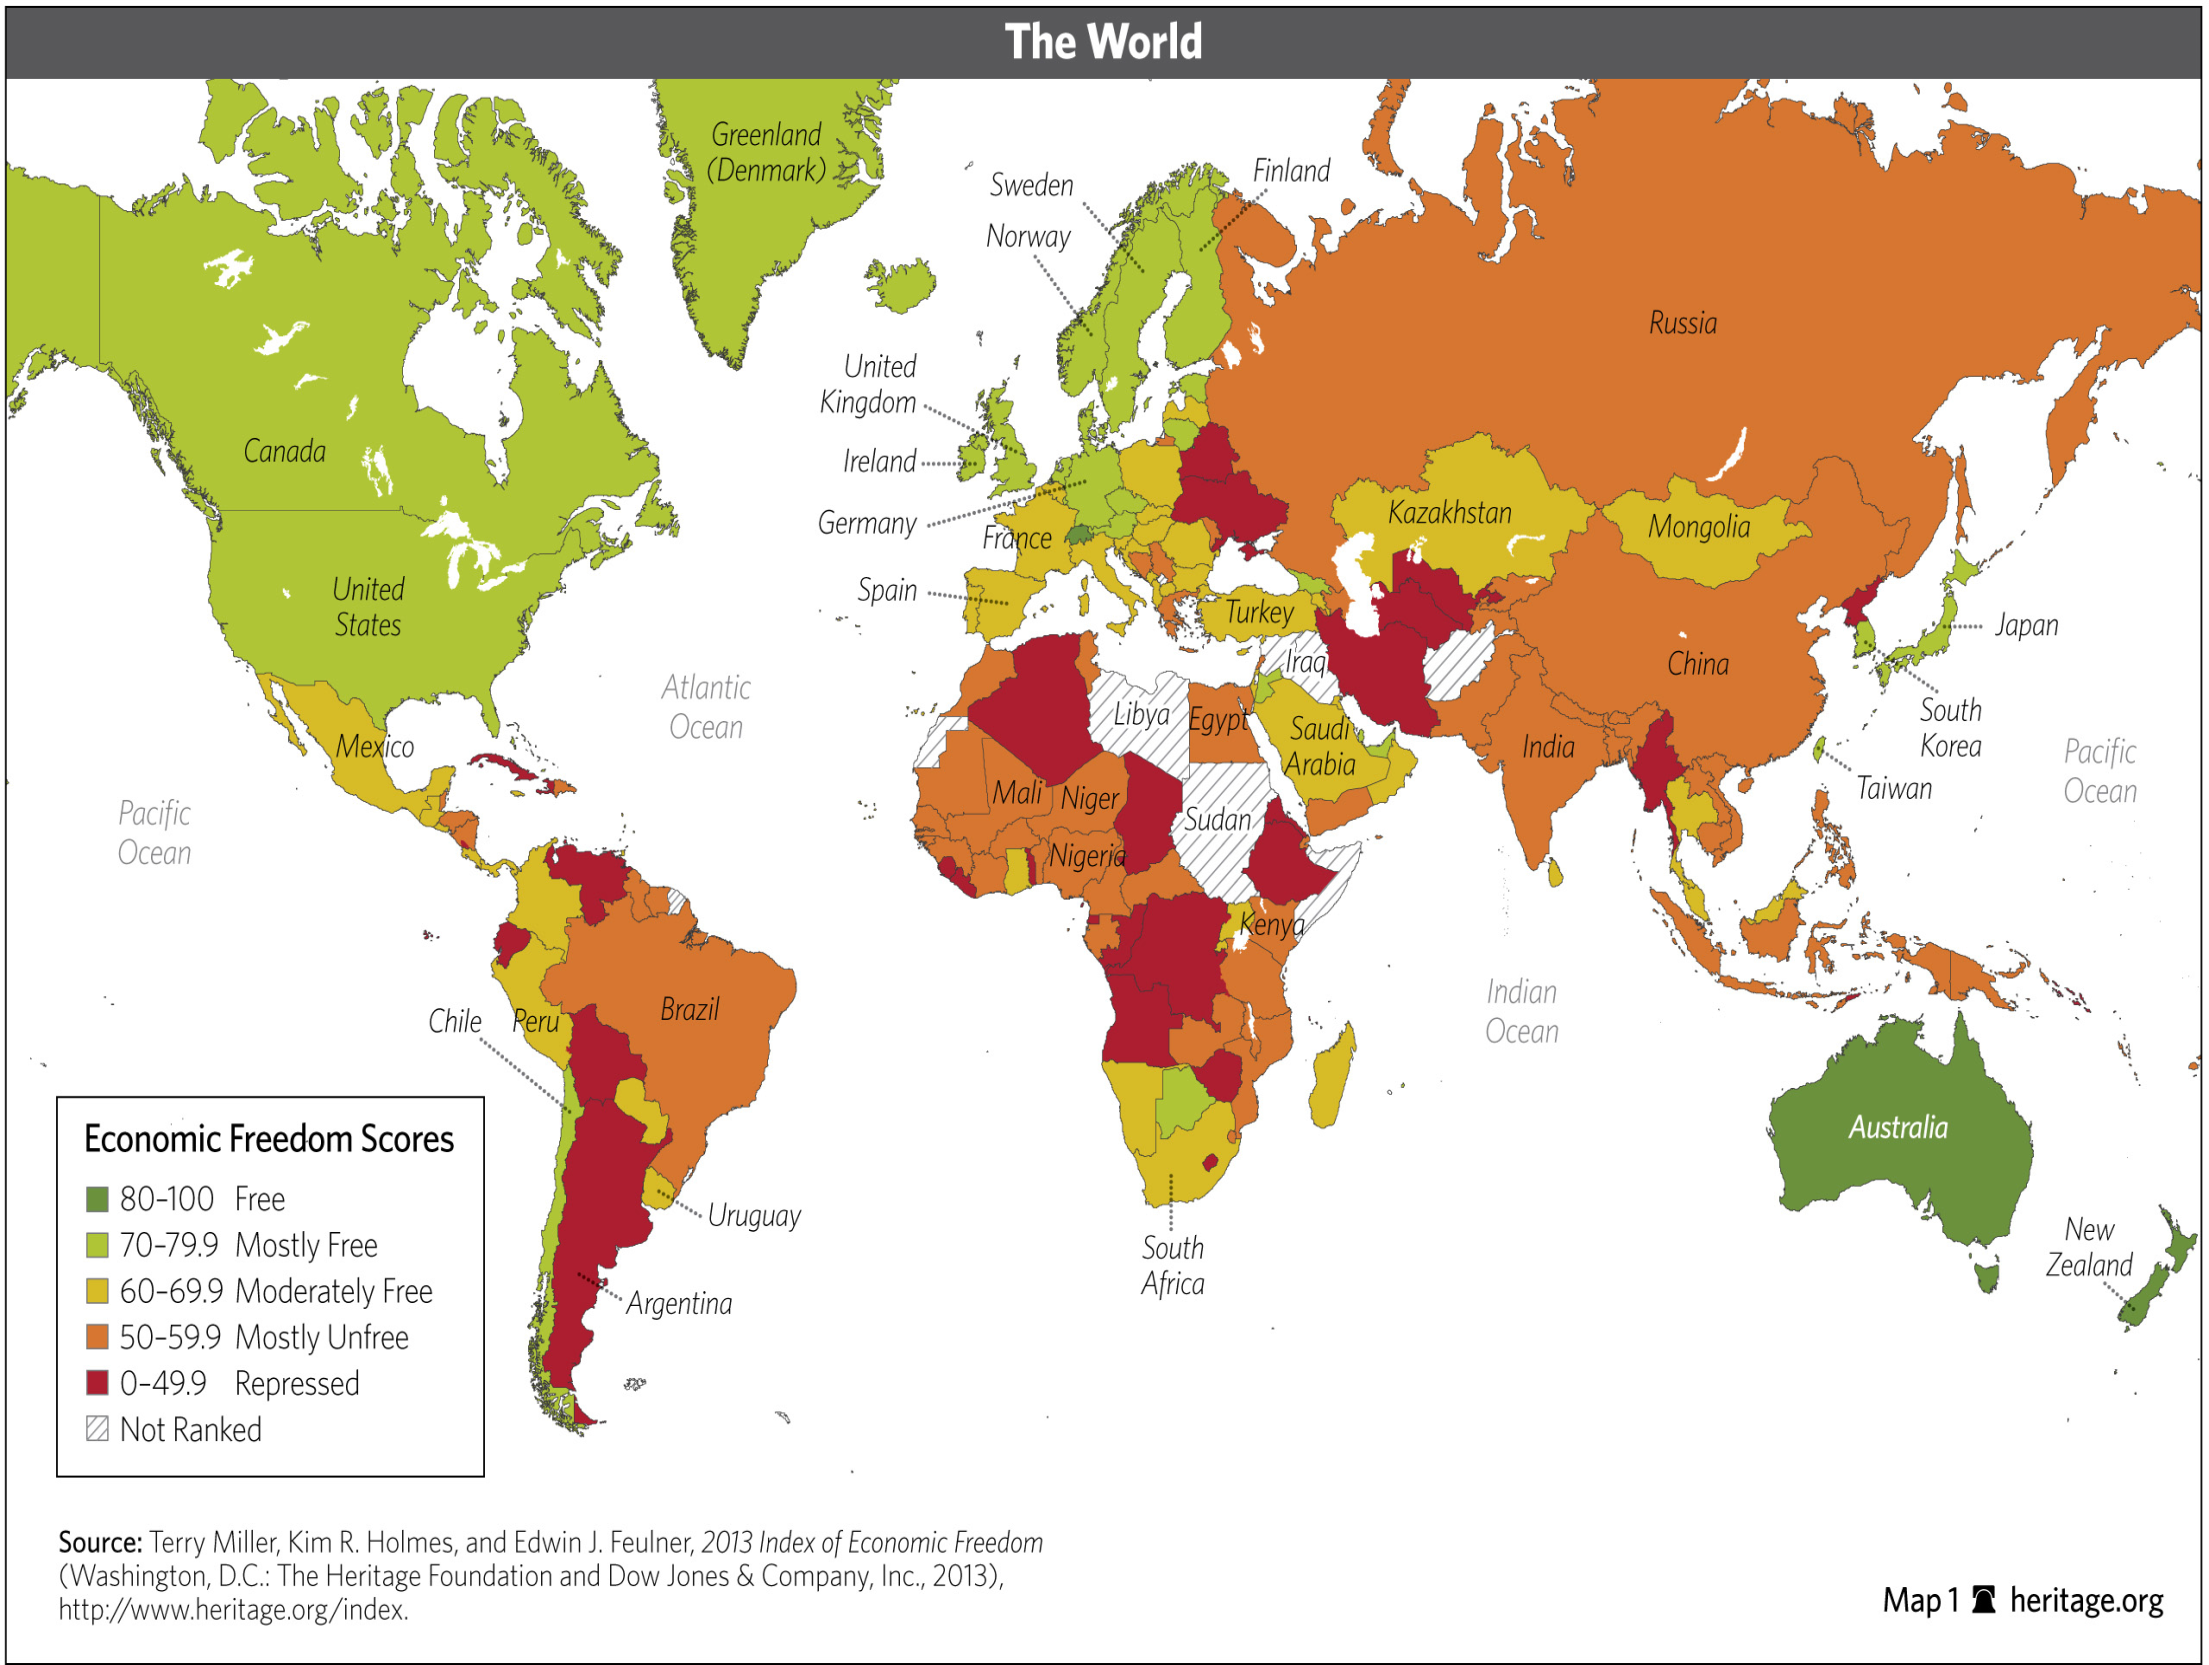 The World
Greenland
(Denmark)
Finland
Sweden
Norway
Russia
United
Kingdom
Canada
Ireland
Kazakhstan
Mongolia
Germany
France
United
States
Spain
Turkey
Japan
Iraq
China
Atlantic
Ocean
Libya
Egypt
Saudi
Arabia
India
South
Korea
Mexico
Pacific
Ocean
Taiwan
Mali
Niger
Sudan
Pacific
Ocean
Nigeria
Kenya
Indian
Ocean
Brazil
Chile
Peru
Australia
Uruguay
New
Zealand
South
Africa
Argentina
Economic Freedom Scores
80–100 Free
70–79.9 Mostly Free
60–69.9 Moderately Free
50–59.9 Mostly Unfree
0–49.9 Repressed
Not Ranked
Source: Terry Miller, Kim R. Holmes, and Edwin J. Feulner, 2013 Index of Economic Freedom
(Washington, D.C.: The Heritage Foundation and Dow Jones & Company, Inc., 2013),
http://www.heritage.org/index.
Map 1 heritage.org